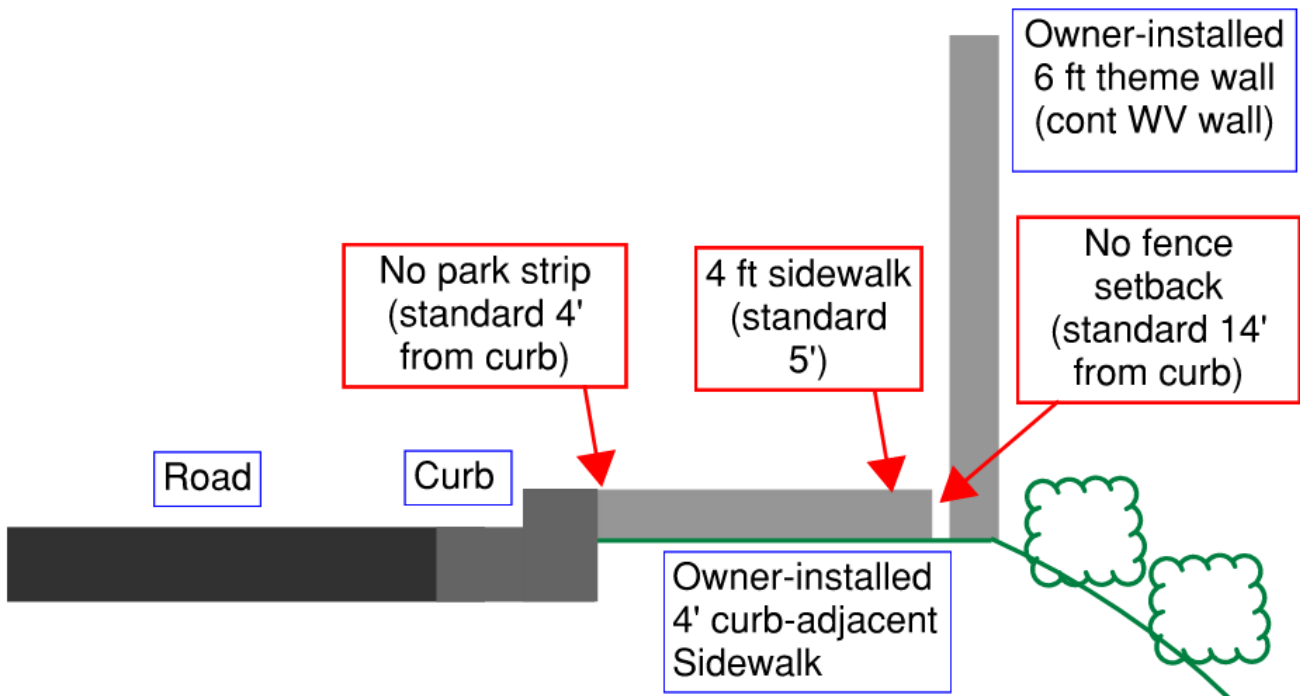 Owner-installed
6 ft theme wall
(cont WV wall)
No park strip
(standard 4'
from curb)
4 ft sidewalk
(standard
5')
No fence
setback
(standard 14'
from curb)
Road
Curb
Owner-installed
4' curb-adjacent
Sidewalk